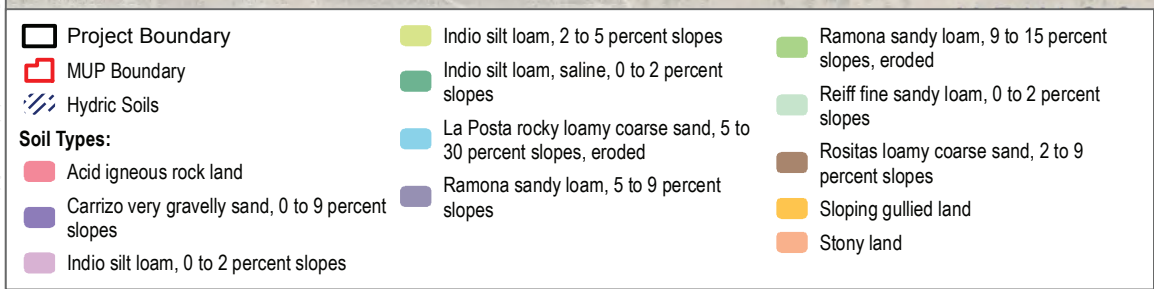 Project Boundary
MUP Boundary
Hydric Soils
Soil Types:
Acid igneous rock land
Carrizo very gravelly sand, 0 to 9 percent
slopes
Indio silt loam, 0 to 2 percent slopes
Indio silt loam, 2 to 5 percent slopes
Indio silt loam, saline, 0 to 2 percent
slopes
La Posta rocky loamy coarse sand, 5 to
30 percent slopes, eroded
Ramona sandy loam, 5 to 9 percent
slopes
Ramona sandy loam, 9 to 15 percent
slopes, eroded
Reiff fine sandy loam, 0 to 2 percent
slopes
Rositas loamy coarse sand, 2 to 9
percent slopes
Sloping gullied land
Stony land